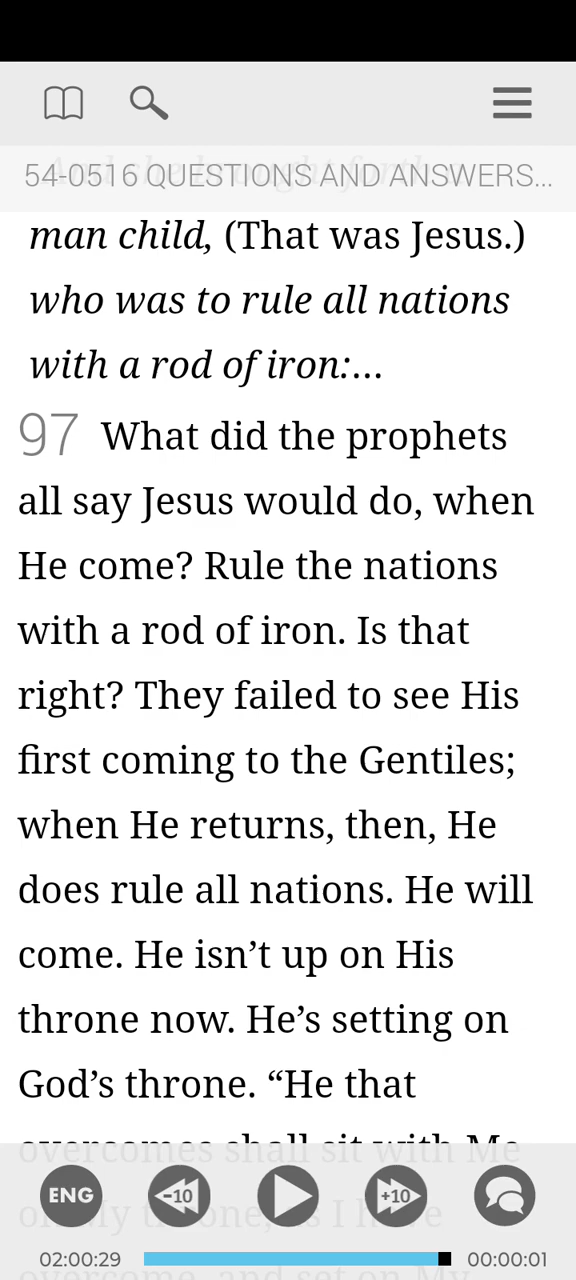 54-0516 QUESTIONS AND ANSWERS...
man child, (That was Jesus.)
who was to rule all nations
with a rod of iron:...
97 What did the prophets
all say Jesus would do, when
He come? Rule the nations
with a rod of iron. Is that
right? They failed to see His
first coming to the Gentiles;
when He returns, then, He
does rule all nations. He will
come. He isn’t up on His
throne now. He’s setting on
God’s throne. “He that
overcomes shall sit with Me
ENG -10 +10
02:00:29 00:00:01